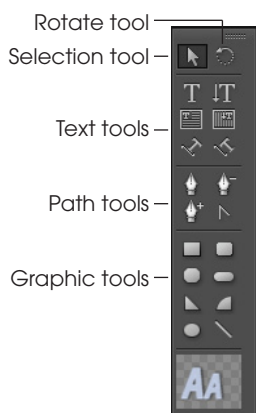 Rotate tool
Selection tool
T T
T T
Text tools
T T
Path tools
Graphic tools
AA